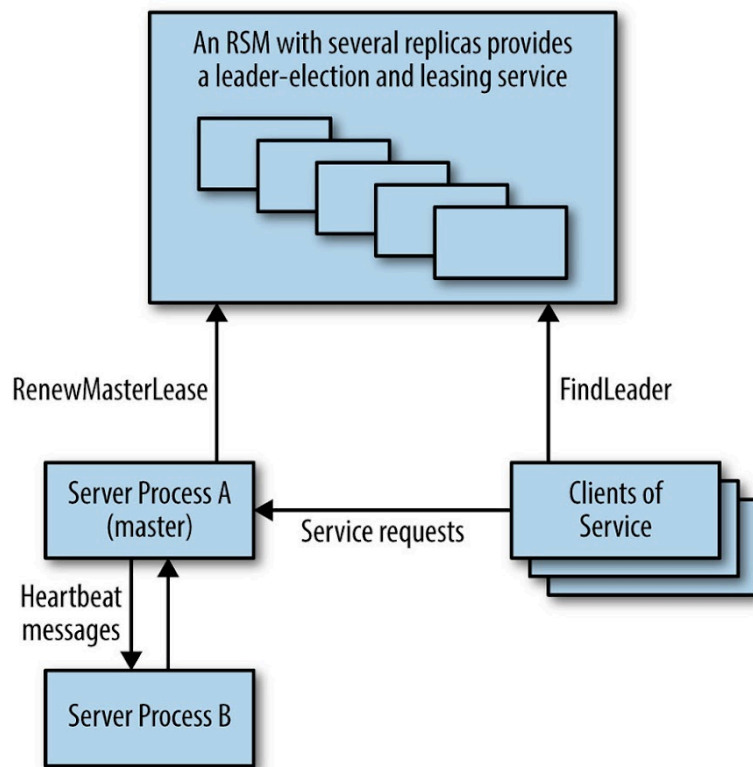 An RSM with several replicas provides
a leader-election and leasing service
RenewMasterLease
FindLeader
Server Process A
(master)
Service requests
Clients of
Service
Heartbeat
messages
Server Process B